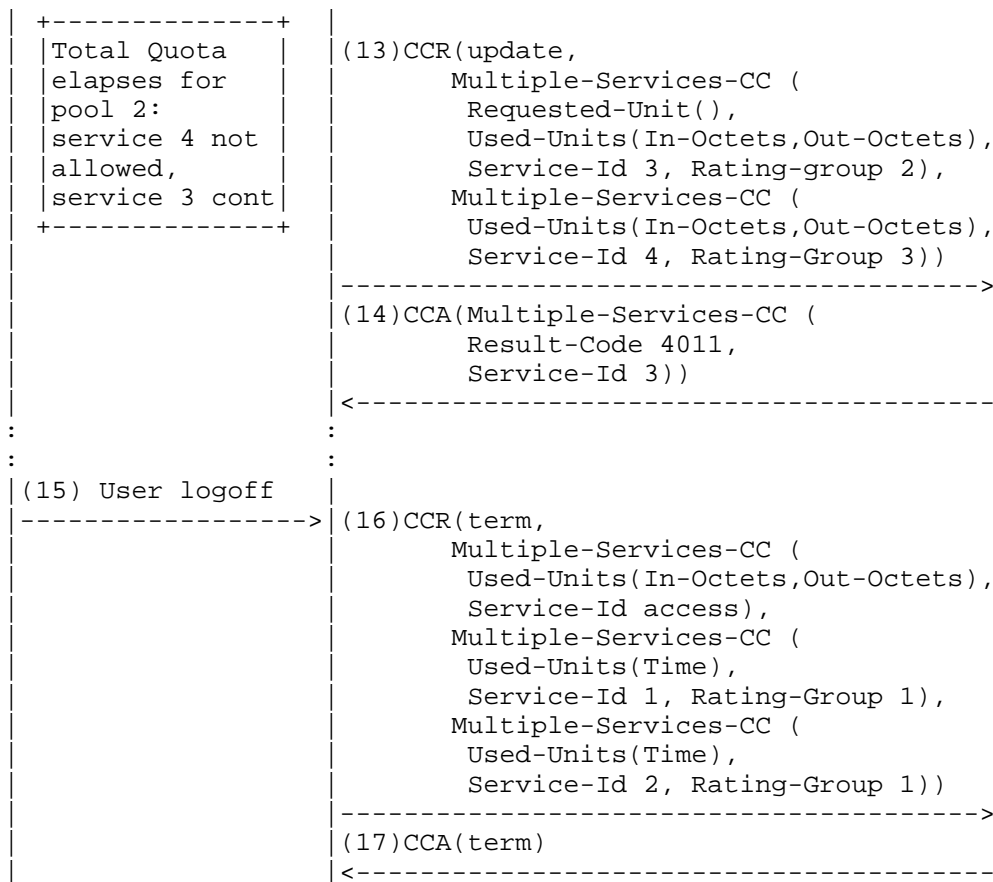 |  +--------------+  |
|  |Total Quota   |  |(13)CCR(update,
|  |elapses for   |  |       Multiple-Services-CC (
|  |pool 2:       |  |        Requested-Unit(),
|  |service 4 not |  |        Used-Units(In-Octets,Out-Octets),
|  |allowed,      |  |        Service-Id 3, Rating-group 2),
|  |service 3 cont|  |       Multiple-Services-CC (
|  +--------------+  |        Used-Units(In-Octets,Out-Octets),
|                    |        Service-Id 4, Rating-Group 3))
|                    |---------------------------------------->
|                    |(14)CCA(Multiple-Services-CC (
|                    |        Result-Code 4011,
|                    |        Service-Id 3))
|                    |<----------------------------------------
:                    :
:                    :
|(15) User logoff    |
|------------------>|(16)CCR(term,
|                    |       Multiple-Services-CC (
|                    |        Used-Units(In-Octets,Out-Octets),
|                    |        Service-Id access),
|                    |       Multiple-Services-CC (
|                    |        Used-Units(Time),
|                    |        Service-Id 1, Rating-Group 1),
|                    |       Multiple-Services-CC (
|                    |        Used-Units(Time),
|                    |        Service-Id 2, Rating-Group 1))
|                    |---------------------------------------->
|                    |(17)CCA(term)
|                    |<----------------------------------------